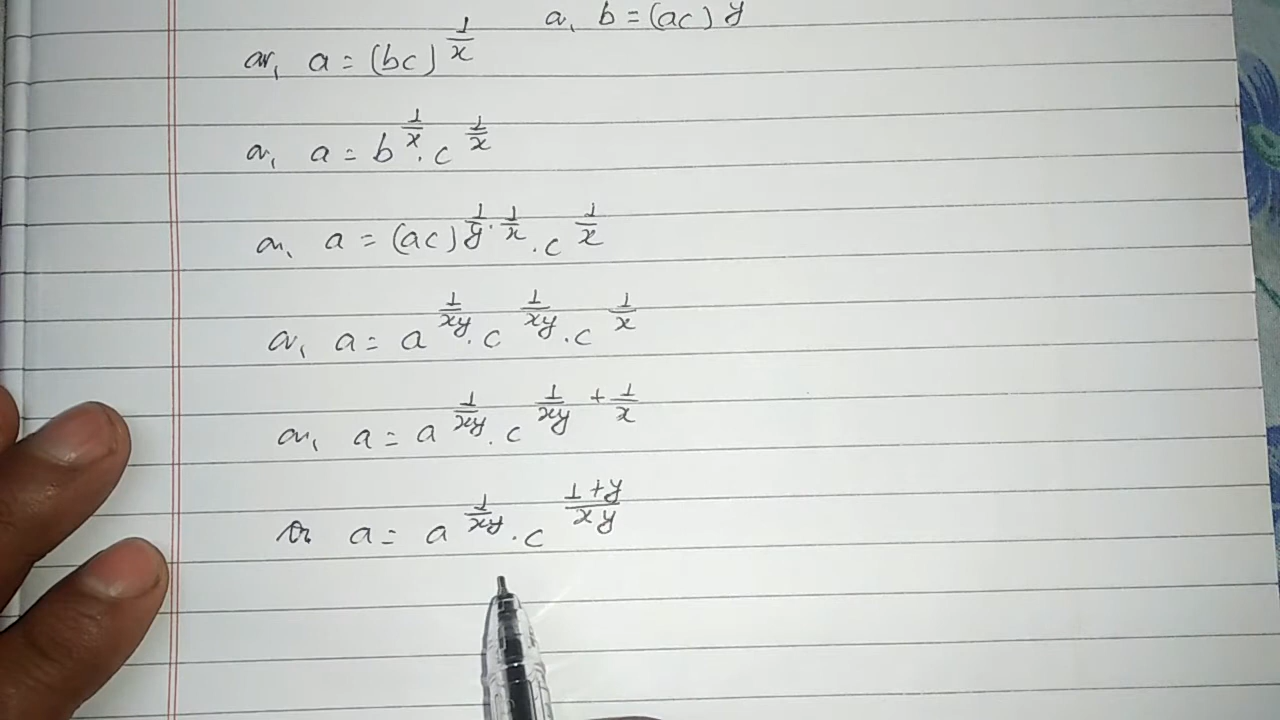 a, b = (ac) y
or, a = (bc)^{1/x}
or, a = b^{1/x} . c^{1/x}
or, a = (ac)^{1/y . 1/x} . c^{1/x}
or, a = a^{1/xy} . c^{1/xy} . c^{1/x}
or, a = a^{1/xy} . c^{1/xy + 1/x}
or a = a^{1/xy} . c^{1+y/xy}